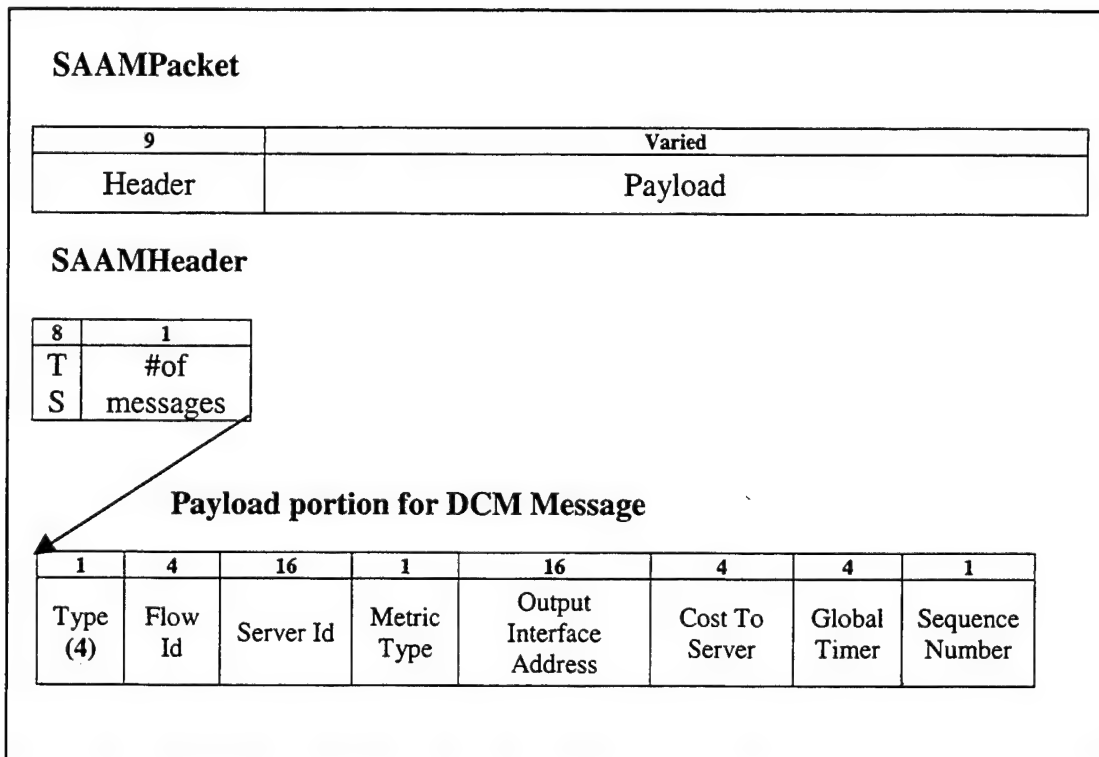 SAAMPacket
9 Varied
Header Payload
SAAMHeader
8 1
T #of
S messages
Payload portion for DCM Message
1 4 16 1 16 4 4 1
Type (4) Flow Id Server Id Metric Type Output Interface Address Cost To Server Global Timer Sequence Number